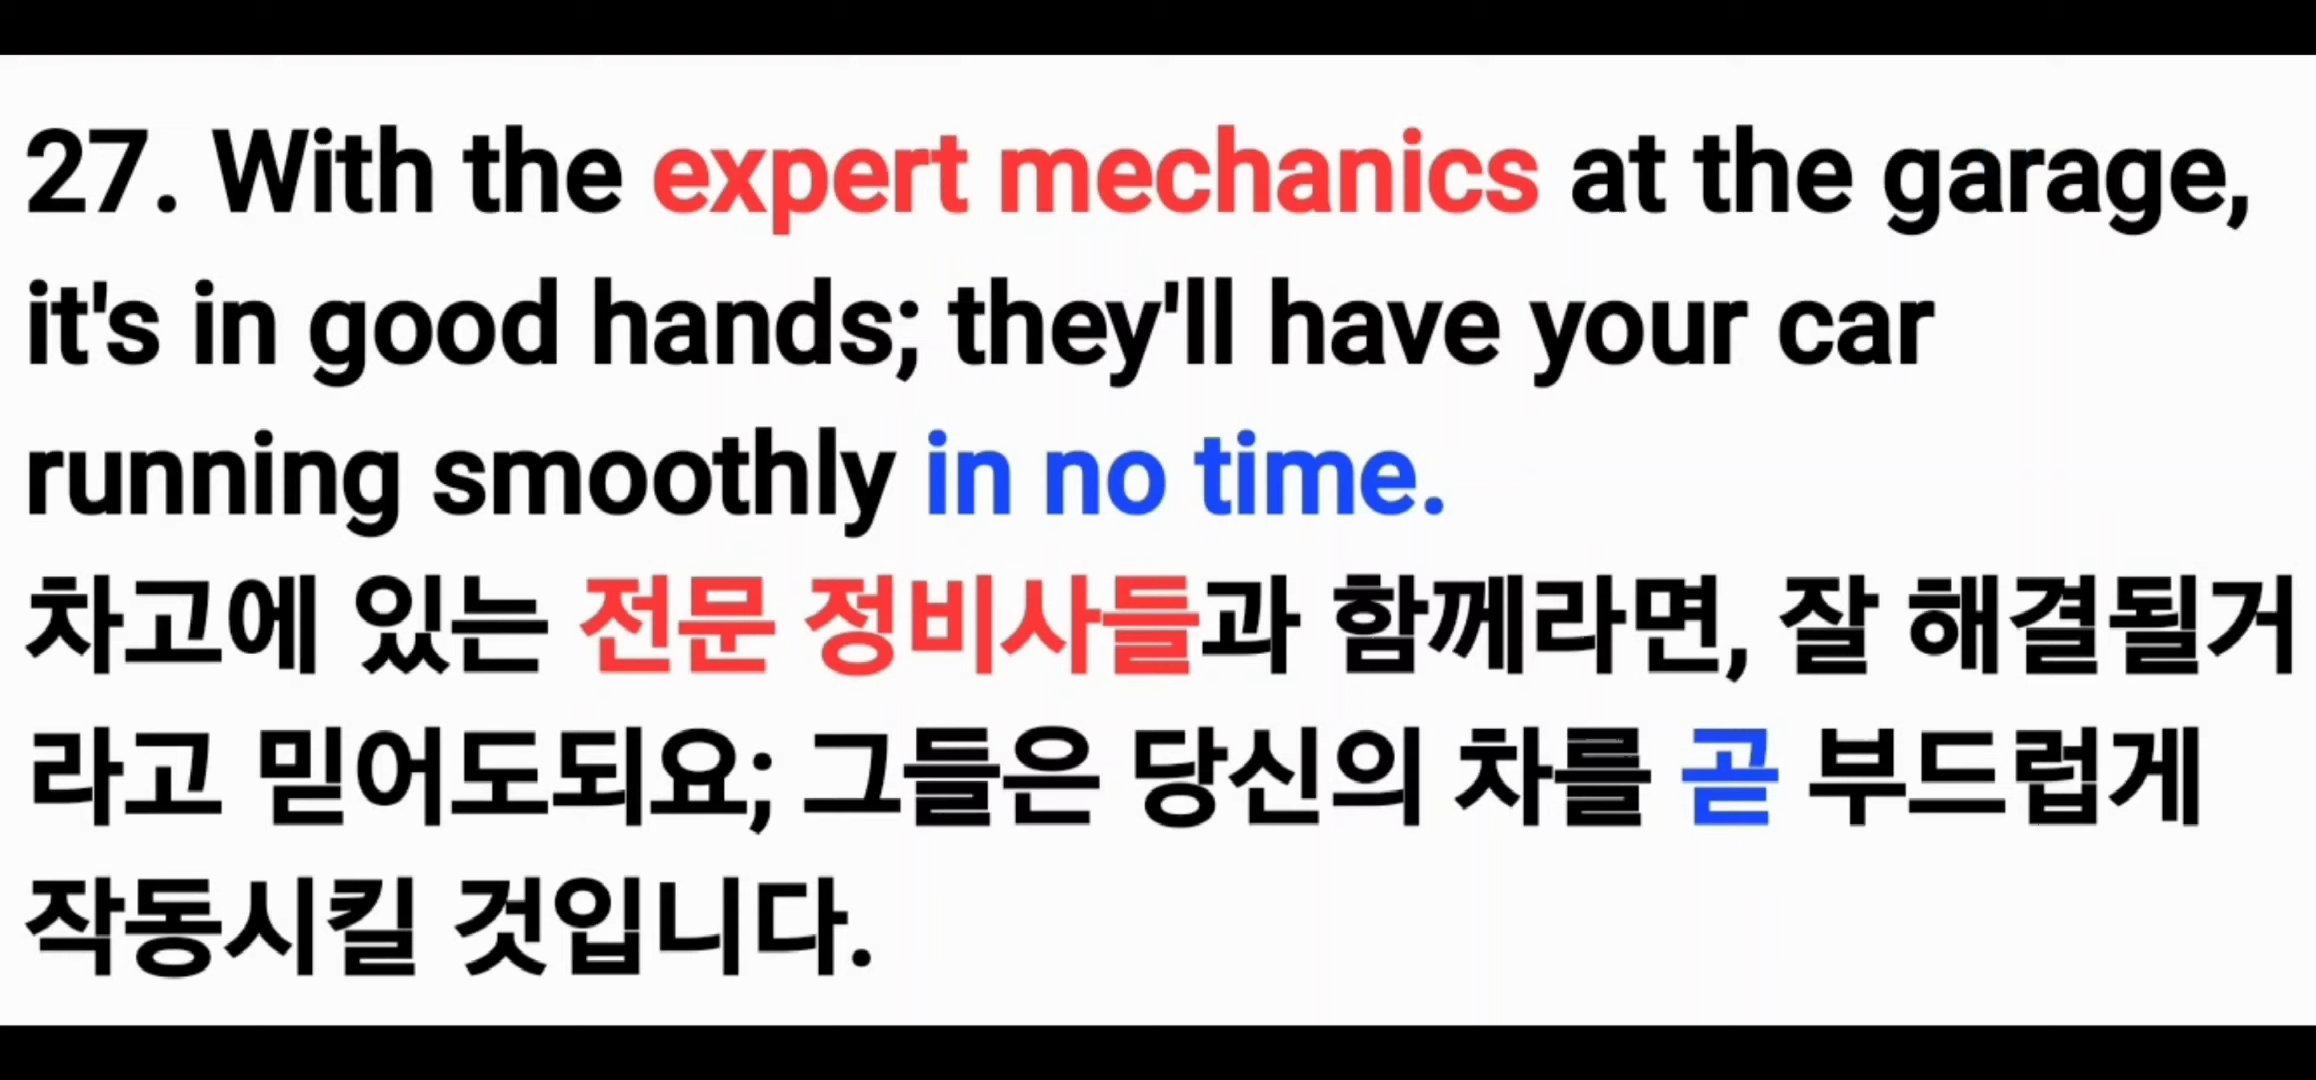 27. With the expert mechanics at the garage,
it's in good hands; they'll have your car
running smoothly in no time.
차고에 있는 전문 정비사들과 함께라면, 잘 해결될거
라고 믿어도되요; 그들은 당신의 차를 곧 부드럽게
작동시킬 것입니다.